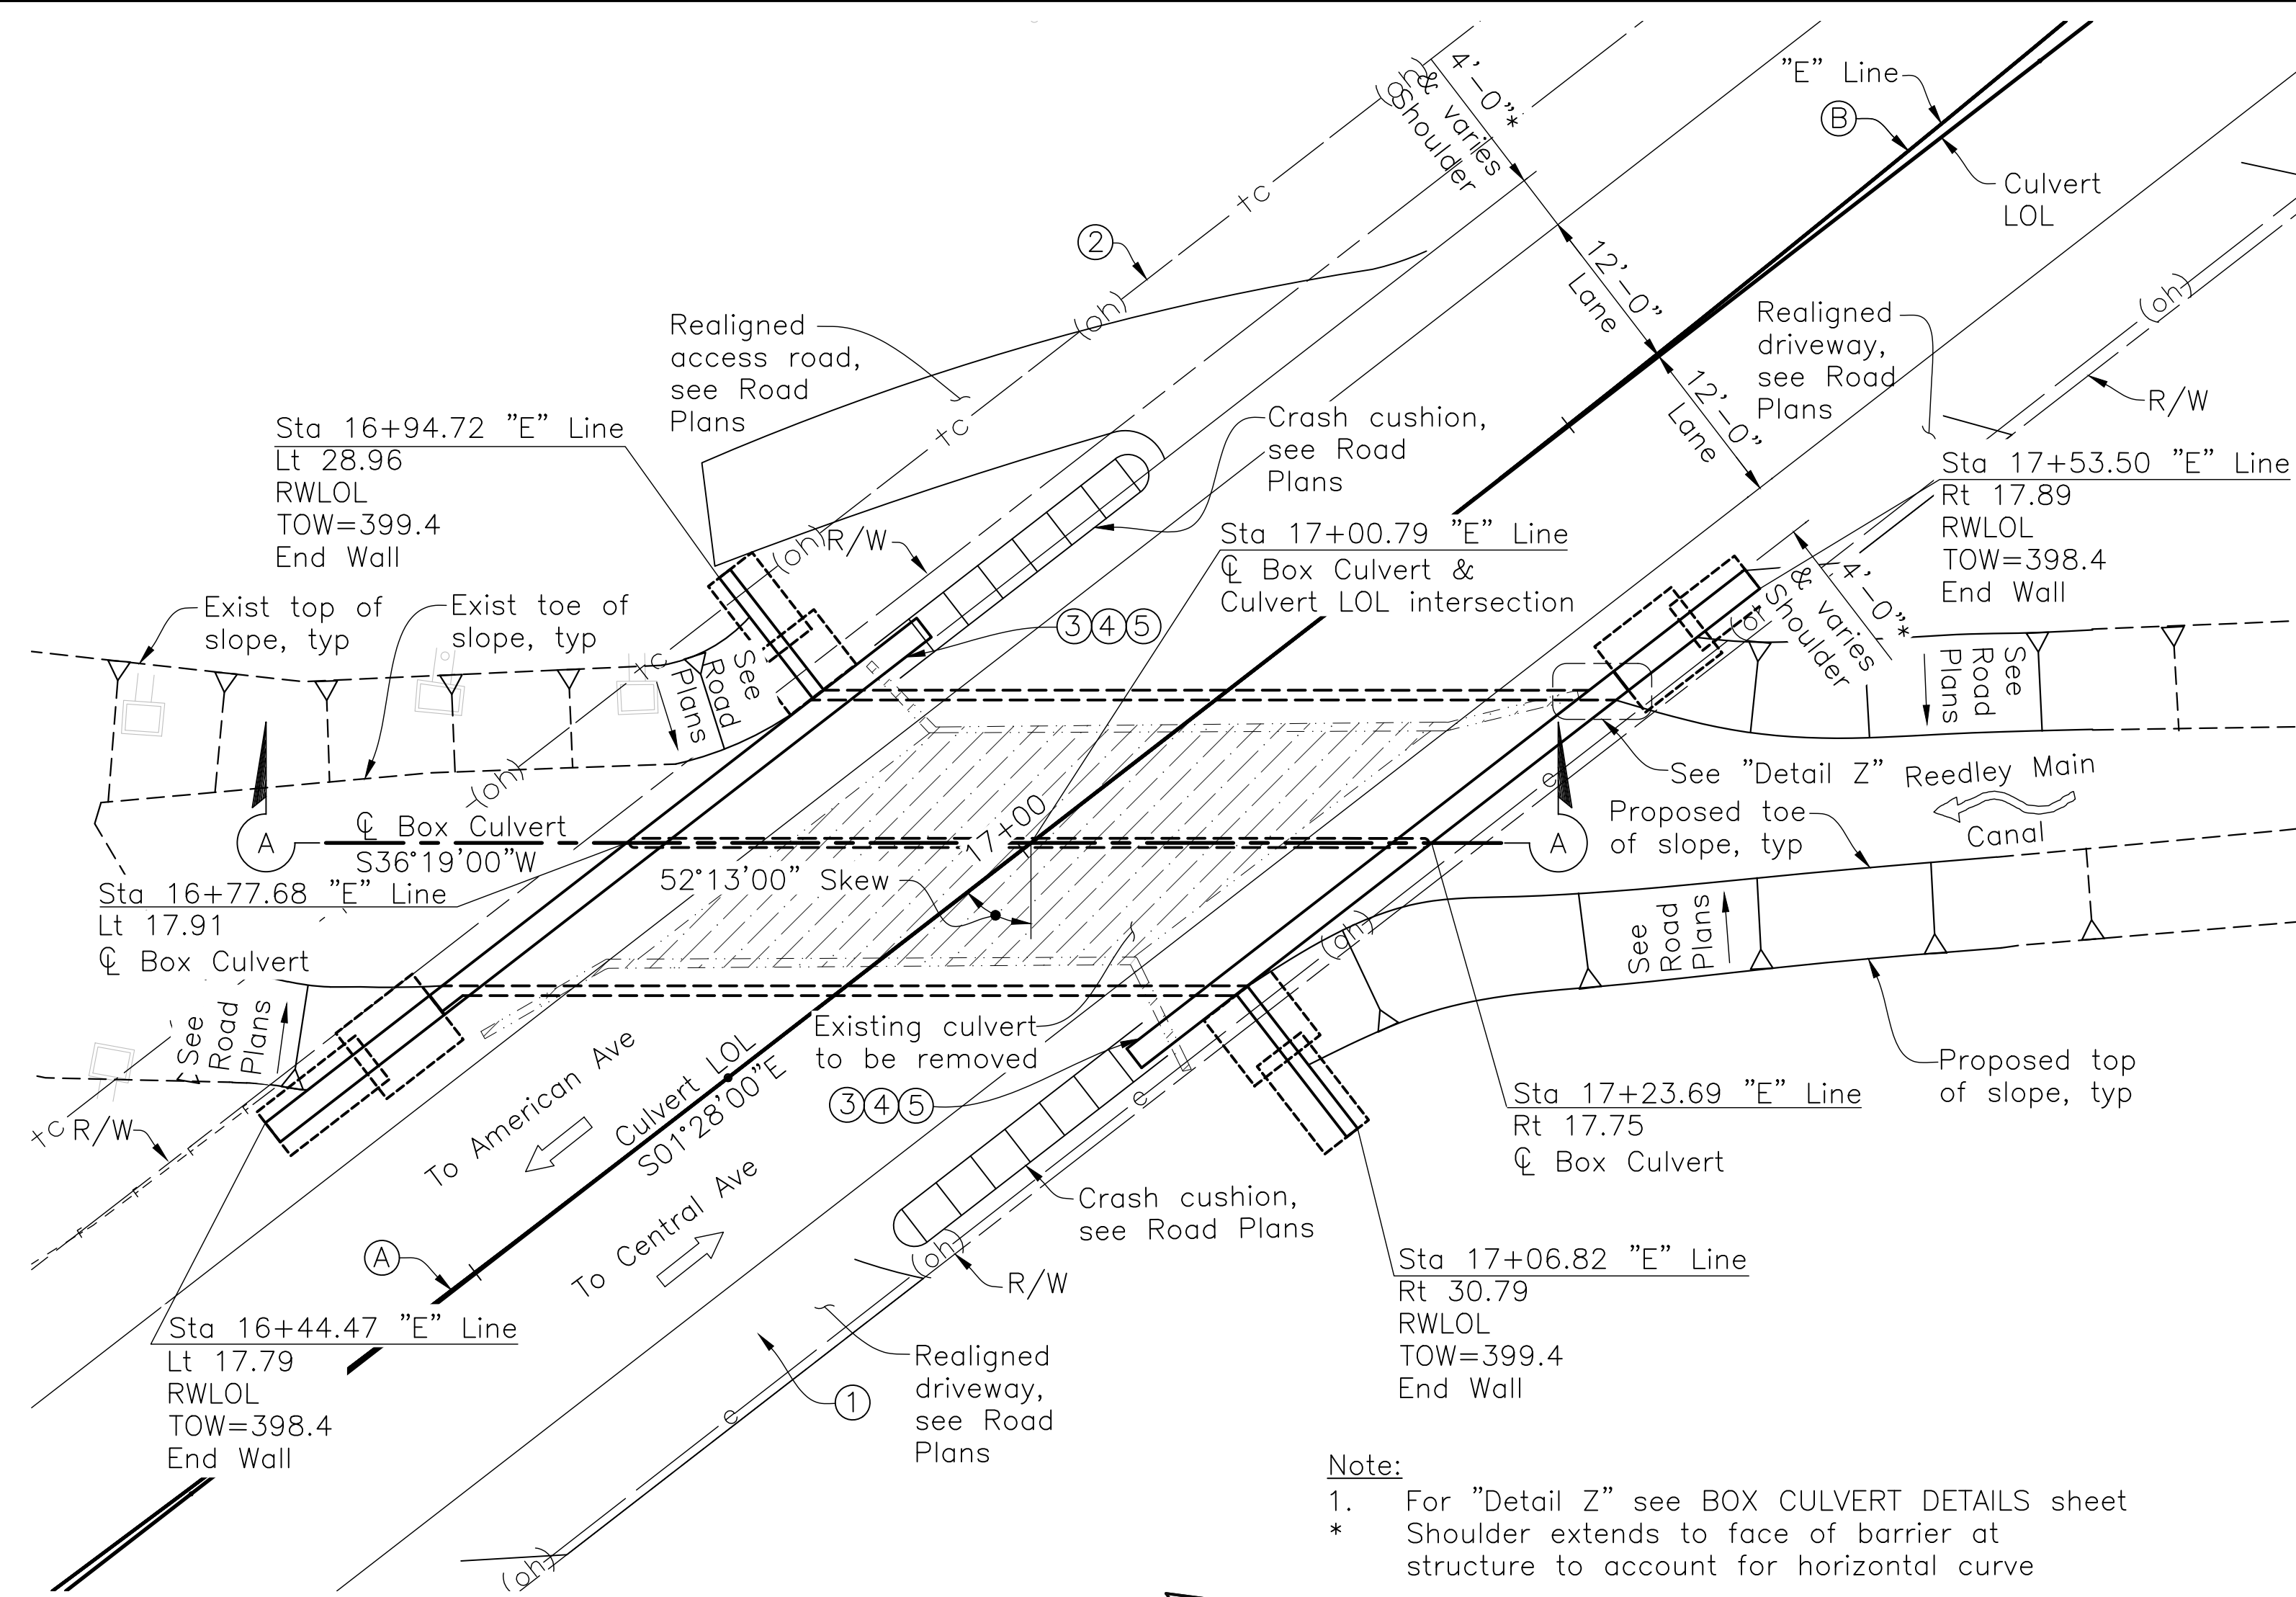 4'-0"*
& varies
Shoulder
"E" Line
B
Culvert
LOL
(oh)
tc
2
12'-0"
Lane
12'-0"
Lane
Realigned
access road,
see Road
Plans
(oh)
tc
Realigned
driveway,
see Road
Plans
(oh)
R/W
Sta 16+94.72 "E" Line
Lt 28.96
RWLOL
TOW=399.4
End Wall
Crash cushion,
see Road
Plans
Sta 17+53.50 "E" Line
Rt 17.89
RWLOL
TOW=398.4
End Wall
(oh)
R/W
Sta 17+00.79 "E" Line
℄ Box Culvert &
Culvert LOL intersection
4'-0"*
& varies
Shoulder
Exist top of
slope, typ
Exist toe of
slope, typ
3 4 5
tc
See
Road
Plans
See
Road
Plans
(oh)
See "Detail Z"
Reedley Main
Canal
e
Proposed toe
of slope, typ
A
℄ Box Culvert
S36°19'00"W
17+00
A
52°13'00" Skew
Sta 16+77.68 "E" Line
Lt 17.91
℄ Box Culvert
See
Road
Plans
(oh)
See
Road
Plans
Existing culvert
to be removed
3 4 5
To American Ave
Culvert LOL
S01°28'00"E
To Central Ave
e
Proposed top
of slope, typ
Sta 17+23.69 "E" Line
Rt 17.75
℄ Box Culvert
tc
R/W
Crash cushion,
see Road Plans
(oh)
R/W
A
Sta 17+06.82 "E" Line
Rt 30.79
RWLOL
TOW=399.4
End Wall
Sta 16+44.47 "E" Line
Lt 17.79
RWLOL
TOW=398.4
End Wall
Realigned
driveway,
see Road
Plans
1
e
(oh)
Note:
1. For "Detail Z" see BOX CULVERT DETAILS sheet
* Shoulder extends to face of barrier at
structure to account for horizontal curve